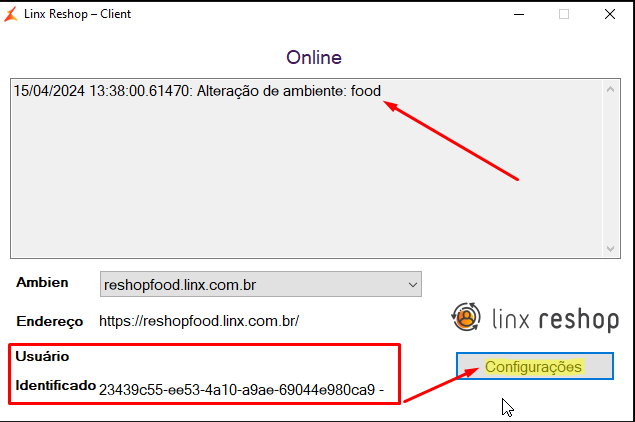 Linx Reshop – Client
Online
15/04/2024 13:38:00.61470: Alteração de ambiente: food
Ambien
reshopfood.linx.com.br
Endereço
https://reshopfood.linx.com.br/
linx reshop
Usuário
Configurações
Identificado
23439c55-ee53-4a10-a9ae-69044e980ca9 -